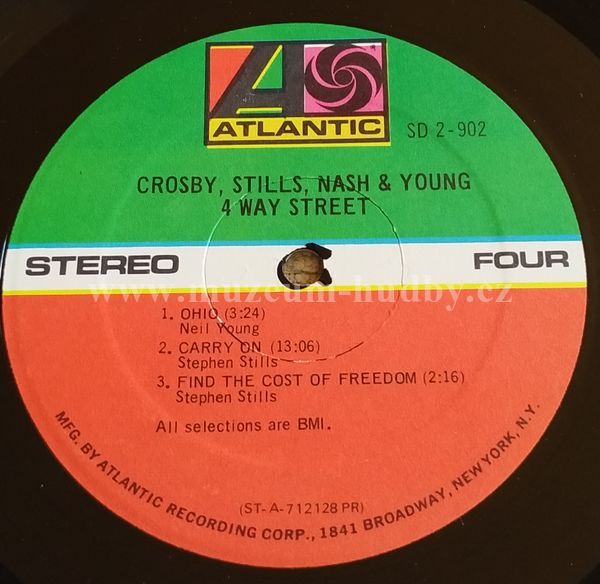 ATLANTIC
SD 2-902
CROSBY, STILLS, NASH & YOUNG
4 WAY STREET
STEREO
FOUR
www.muzeum-hudby.cz
1. OHIO (3:24)
Neil Young
2. CARRY ON (13:06)
Stephen Stills
3. FIND THE COST OF FREEDOM (2:16)
Stephen Stills
All selections are BMI.
(ST-A-712128 PR)
MFG. BY ATLANTIC RECORDING CORP., 1841 BROADWAY, NEW YORK, N.Y.